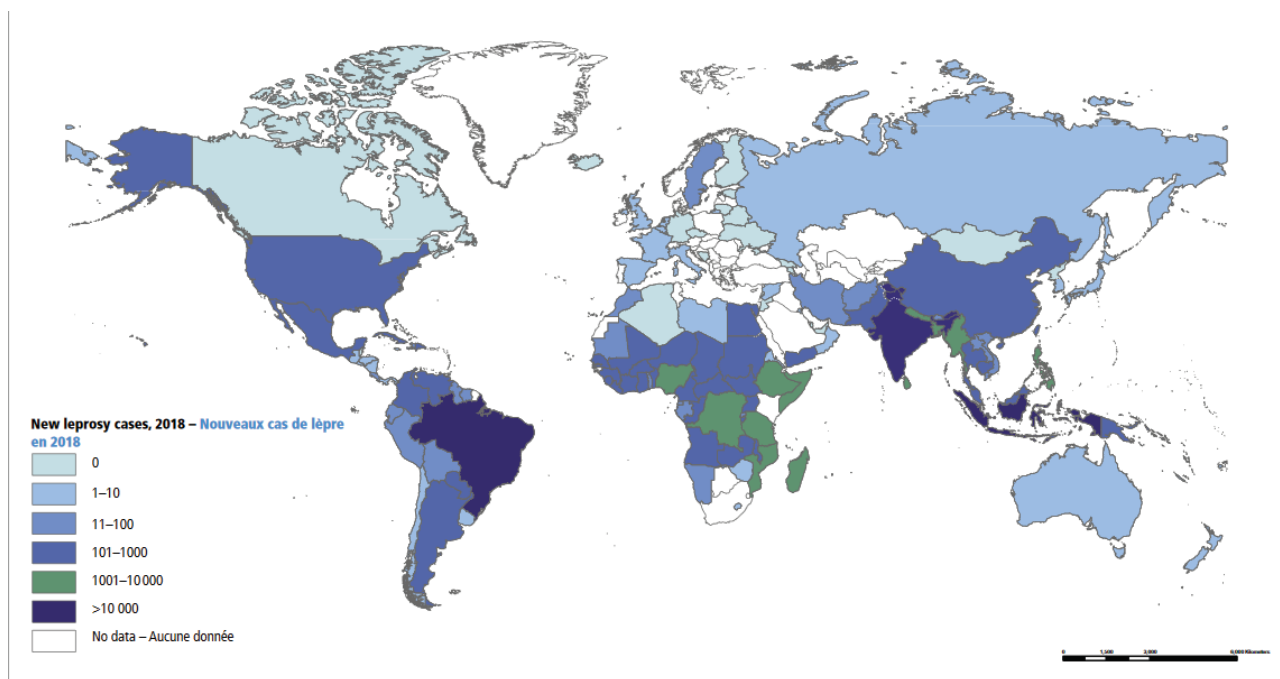 New leprosy cases, 2018 – Nouveaux cas de lèpre
en 2018
0
1–10
11–100
101–1000
1001–10 000
>10 000
No data – Aucune donnée